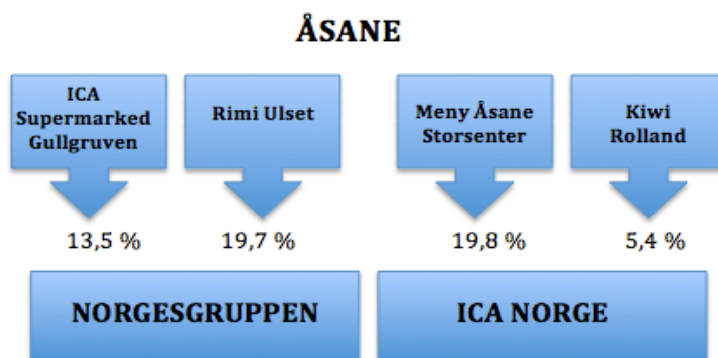 ÅSANE
ICA
Supermarked
Gullgruven
Rimi Ulset
Meny Åsane
Storsenter
Kiwi
Rolland
13,5 %
19,7 %
19,8 %
5,4 %
NORGESGRUPPEN
ICA NORGE